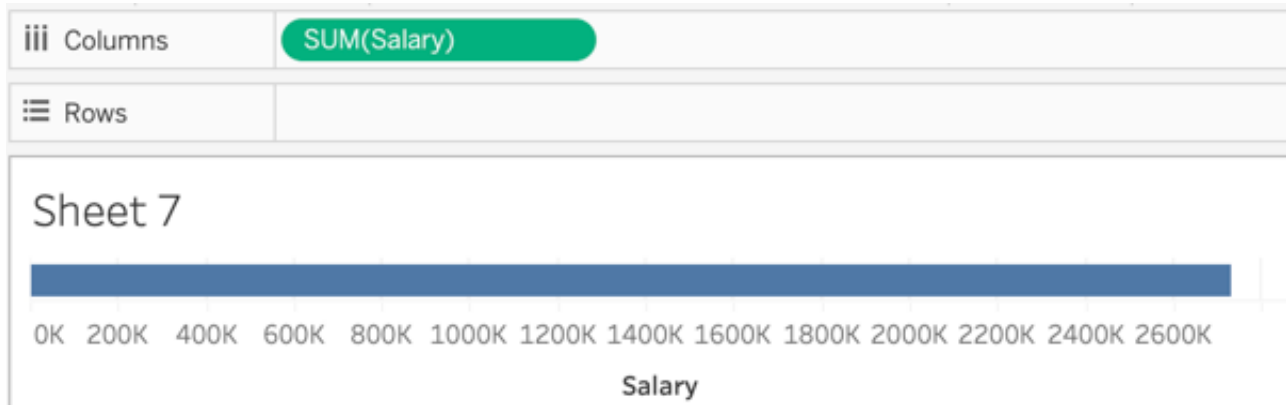 Columns SUM(Salary)
Rows
Sheet 7
0K 200K 400K 600K 800K 1000K 1200K 1400K 1600K 1800K 2000K 2200K 2400K 2600K
Salary